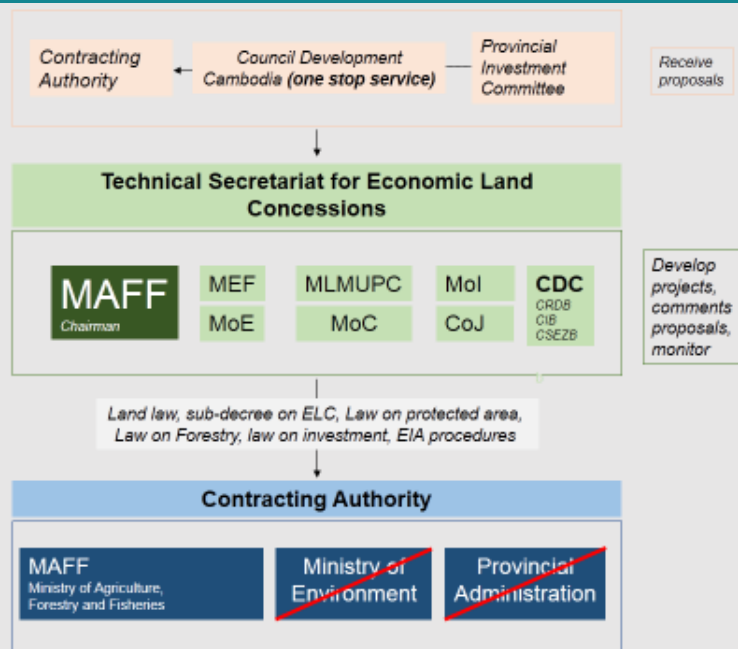 Contracting
Authority
Council Development
Cambodia (one stop service)
Provincial
Investment
Committee
Receive
proposals
Technical Secretariat for Economic Land
Concessions
MAFF
Chairman
MEF
MoE
MLMUPC
MoC
MoI
CoJ
CDC
CRDB
CIB
CSEZB
Develop
projects,
comments
proposals,
monitor
Land law, sub-decree on ELC, Law on protected area,
Law on Forestry, law on investment, EIA procedures
Contracting Authority
MAFF
Ministry of Agriculture,
Forestry and Fisheries
Ministry of
Environment
Provincial
Administration